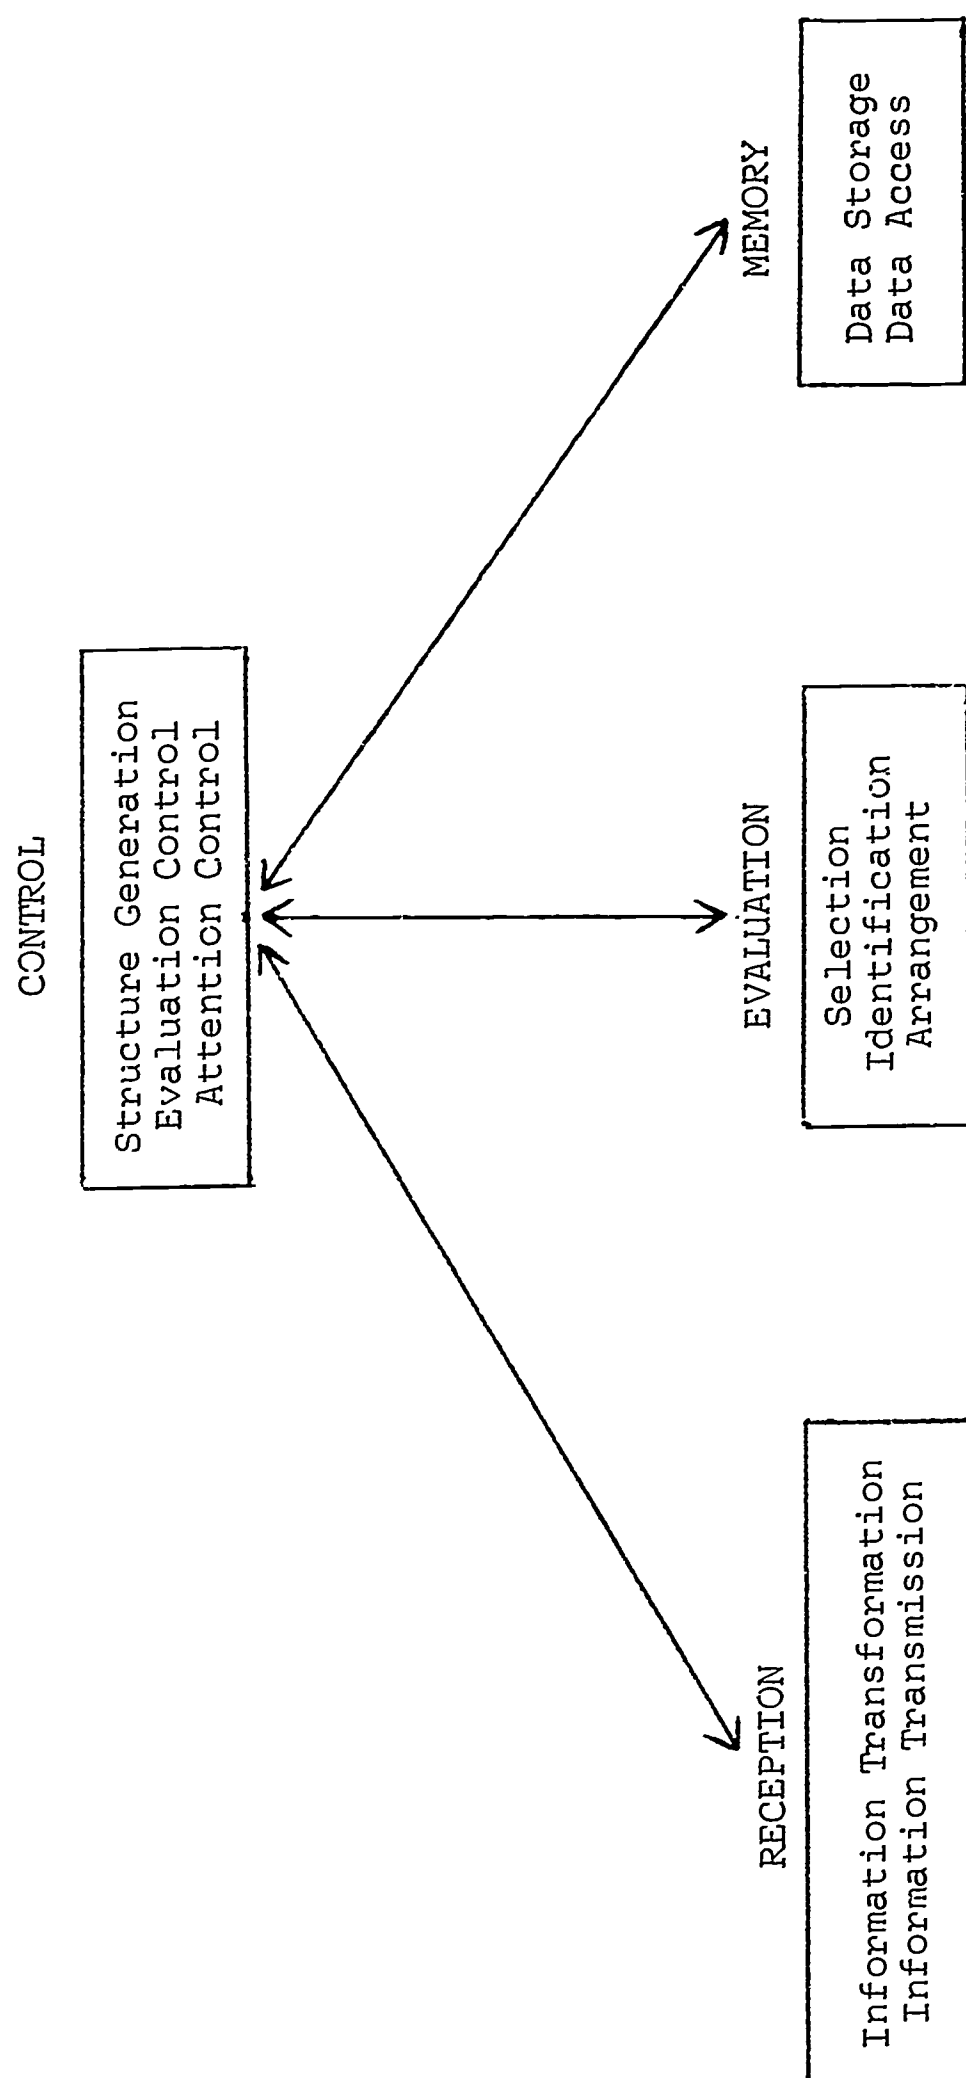 CONTROL
Structure Generation
Evaluation Control
Attention Control
RECEPTION
Information Transformation
Information Transmission
EVALUATION
Selection
Identification
Arrangement
MEMORY
Data Storage
Data Access